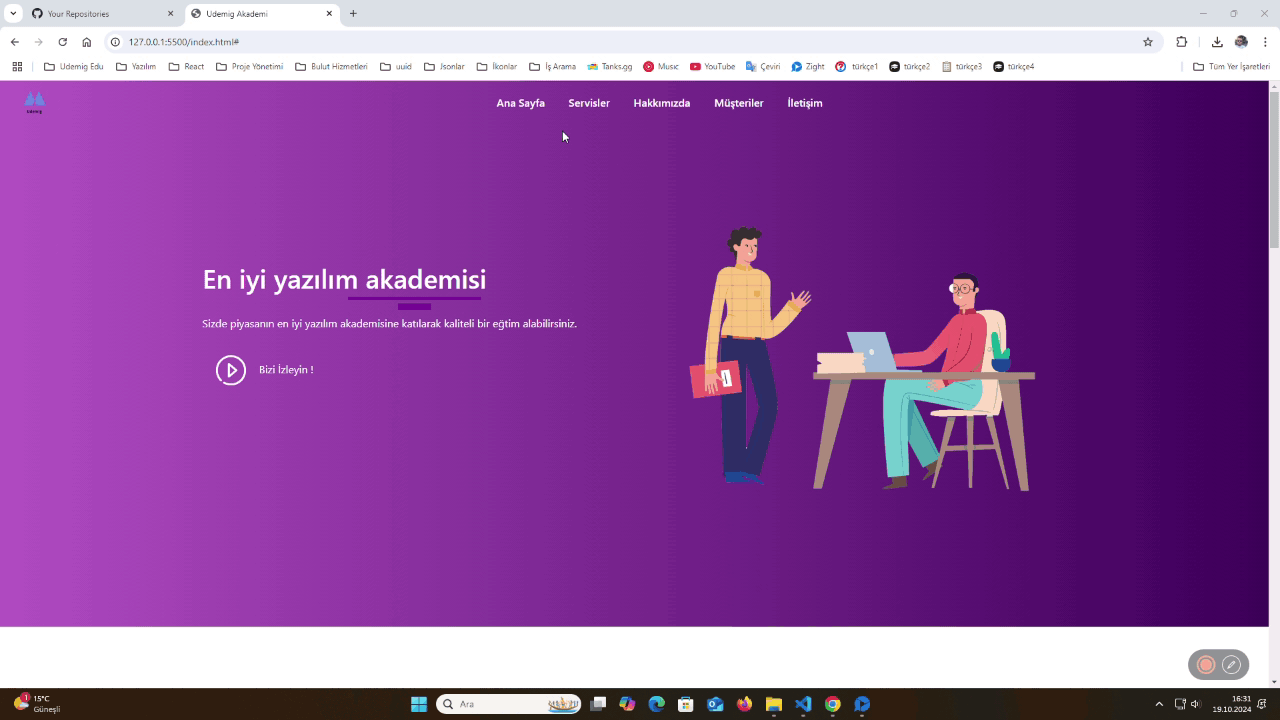 Your Repositories
Udemig Akademi
127.0.0.1:5500/index.html#
Udemig Edu
Yazılım
React
Proje Yönetimi
Bulut Hizmetleri
uuid
Jsonlar
İkonlar
İş Arama
Tanks.gg
Music
YouTube
Çeviri
Zight
türkçe1
türkçe2
türkçe3
türkçe4
Tüm Yer İşaretleri
Udemig
Ana Sayfa
Servisler
Hakkımızda
Müşteriler
İletişim
En iyi yazılım akademisi
Sizde piyasanın en iyi yazılım akademisine katılarak kaliteli bir eğtim alabilirsiniz.
Bizi İzleyin !
1
15°C
Güneşli
Ara
16:31
19.10.2024